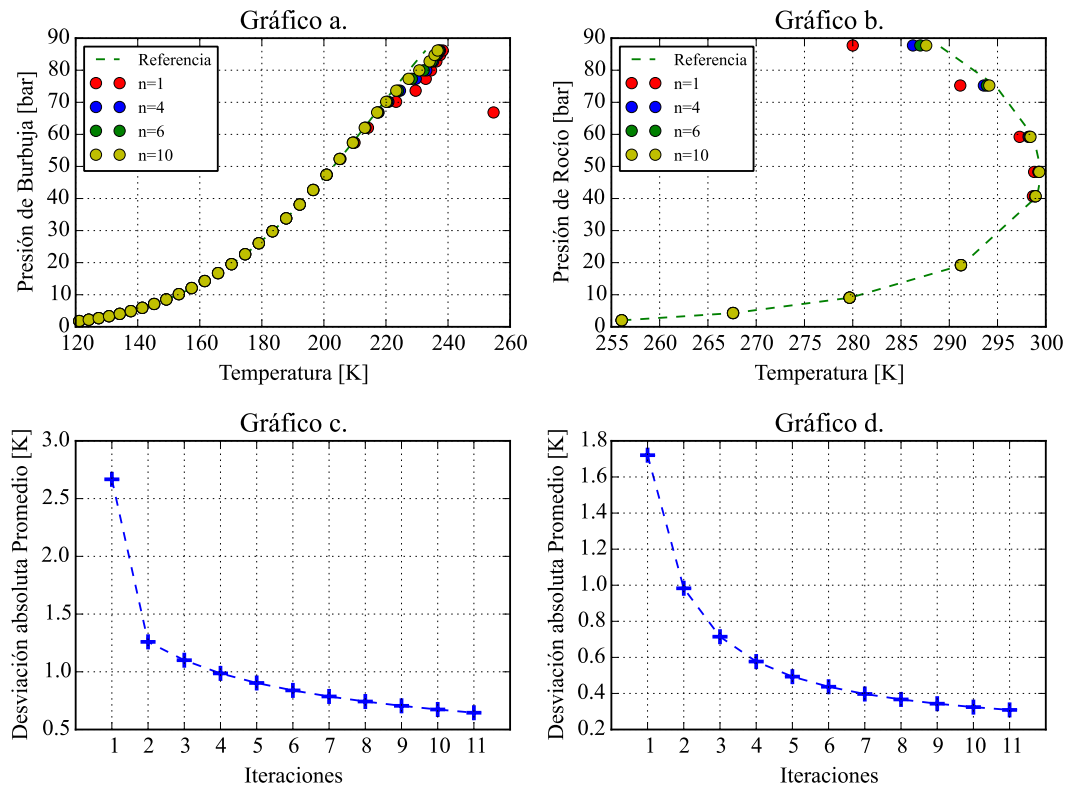 Gráfico a.
Presión de Burbuja [bar]
90
80
70
60
50
40
30
20
10
0
Referencia
n=1
n=4
n=6
n=10
120 140 160 180 200 220 240 260
Temperatura [K]
Gráfico b.
Presión de Rocío [bar]
90
80
70
60
50
40
30
20
10
0
Referencia
n=1
n=4
n=6
n=10
255 260 265 270 275 280 285 290 295 300
Temperatura [K]
Gráfico c.
Desviación absoluta Promedio [K]
3.0
2.5
2.0
1.5
1.0
0.5
1 2 3 4 5 6 7 8 9 10 11
Iteraciones
Gráfico d.
Desviación absoluta Promedio [K]
1.8
1.6
1.4
1.2
1.0
0.8
0.6
0.4
0.2
1 2 3 4 5 6 7 8 9 10 11
Iteraciones